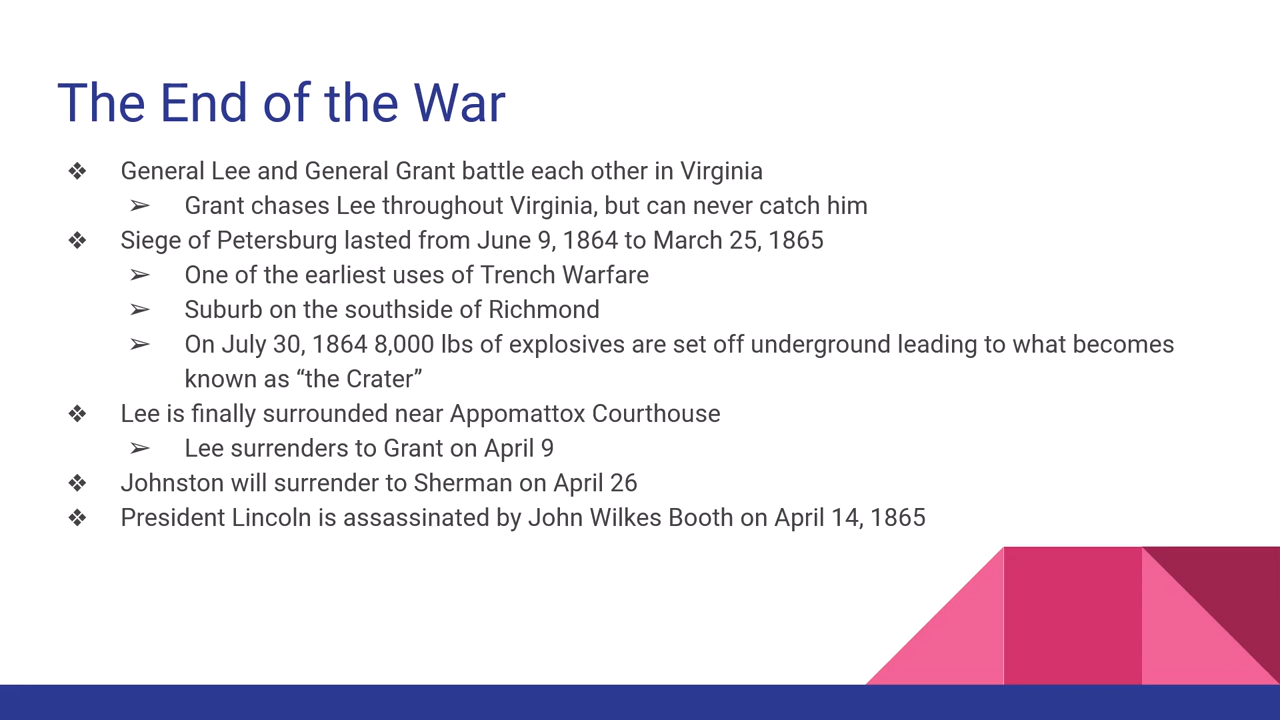 The End of the War
❖ General Lee and General Grant battle each other in Virginia
➢ Grant chases Lee throughout Virginia, but can never catch him
❖ Siege of Petersburg lasted from June 9, 1864 to March 25, 1865
➢ One of the earliest uses of Trench Warfare
➢ Suburb on the southside of Richmond
➢ On July 30, 1864 8,000 lbs of explosives are set off underground leading to what becomes
known as “the Crater”
❖ Lee is finally surrounded near Appomattox Courthouse
➢ Lee surrenders to Grant on April 9
❖ Johnston will surrender to Sherman on April 26
❖ President Lincoln is assassinated by John Wilkes Booth on April 14, 1865